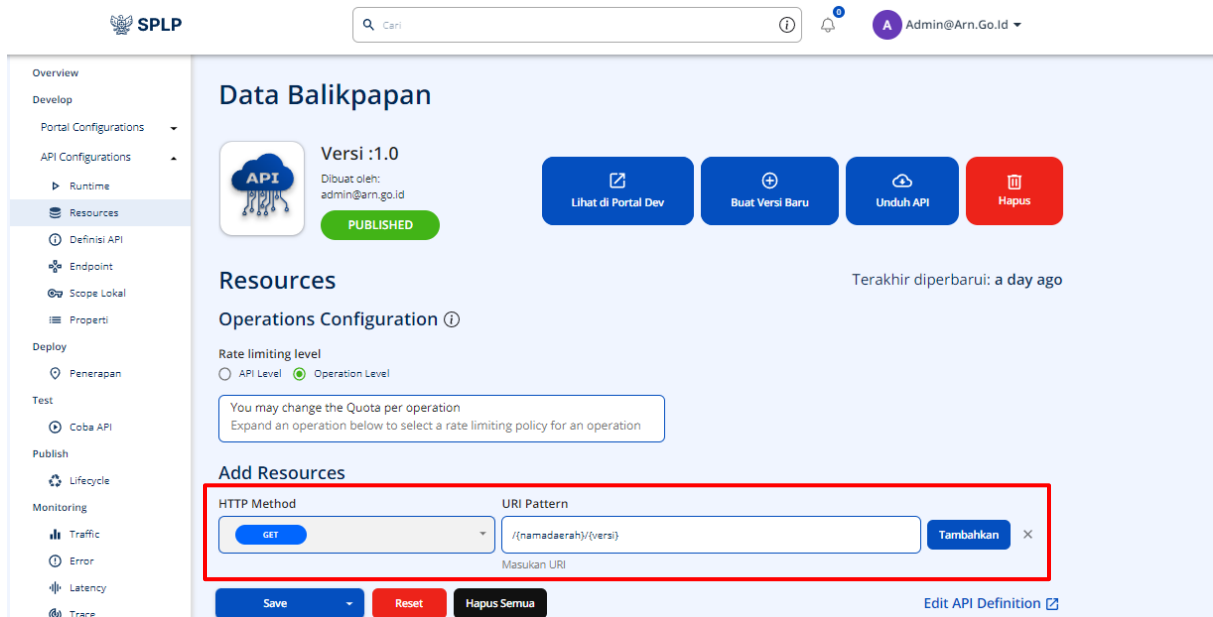 SPLP
Cari
0
A
Admin@Arn.Go.Id
Overview
Develop
Portal Configurations
API Configurations
Runtime
Resources
Definisi API
Endpoint
Scope Lokal
Properti
Deploy
Penerapan
Test
Coba API
Publish
Lifecycle
Monitoring
Traffic
Error
Latency
Trace
Data Balikpapan
API
Versi :1.0
Dibuat oleh:
admin@arn.go.id
PUBLISHED
Lihat di Portal Dev
Buat Versi Baru
Unduh API
Hapus
Resources
Terakhir diperbarui: a day ago
Operations Configuration
Rate limiting level
API Level
Operation Level
You may change the Quota per operation
Expand an operation below to select a rate limiting policy for an operation
Add Resources
HTTP Method
URI Pattern
GET
/{namadaerah}/{versi}
Tambahkan
Masukan URI
Save
Reset
Hapus Semua
Edit API Definition